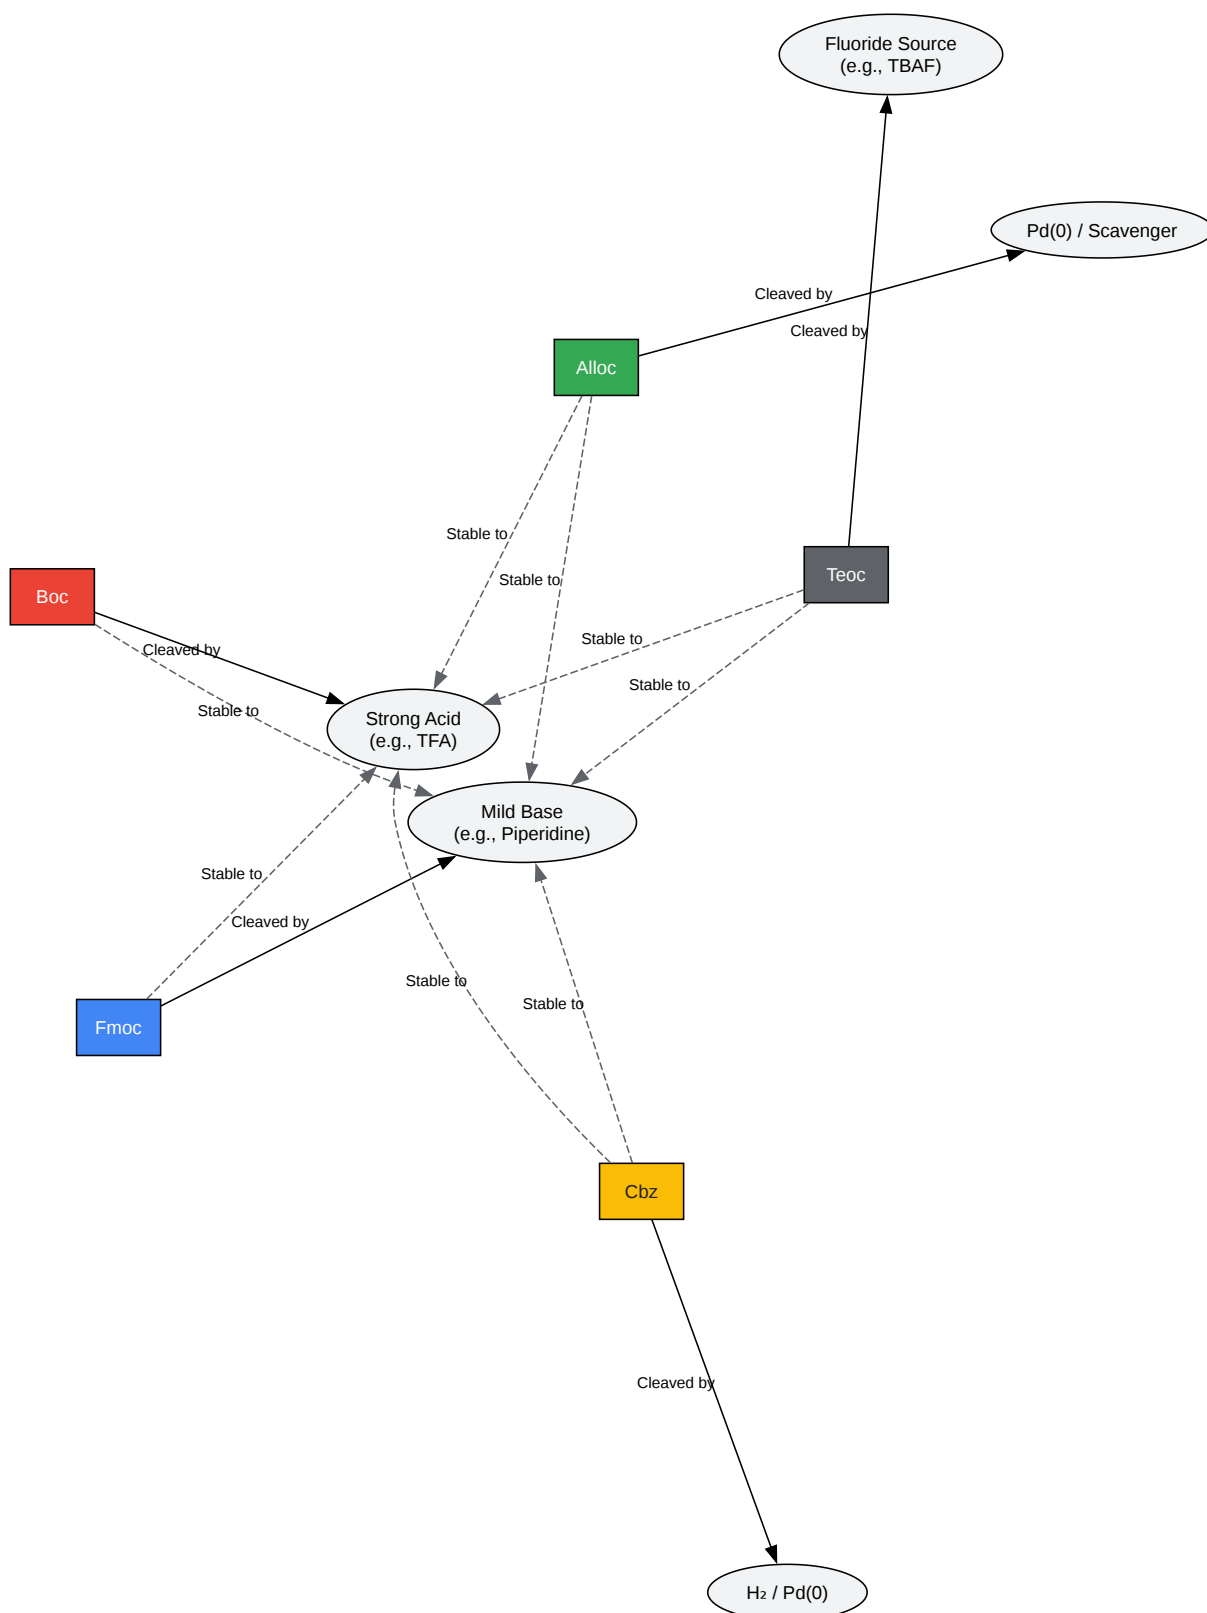 Fluoride Source
(e.g., TBAF)
Pd(0) / Scavenger
Cleaved by
Cleaved by
Alloc
Stable to
Stable to
Teoc
Boc
Stable to
Cleaved by
Stable to
Stable to
Strong Acid
(e.g., TFA)
Mild Base
(e.g., Piperidine)
Stable to
Cleaved by
Stable to
Stable to
Fmoc
Cbz
Cleaved by
H₂ / Pd(0)